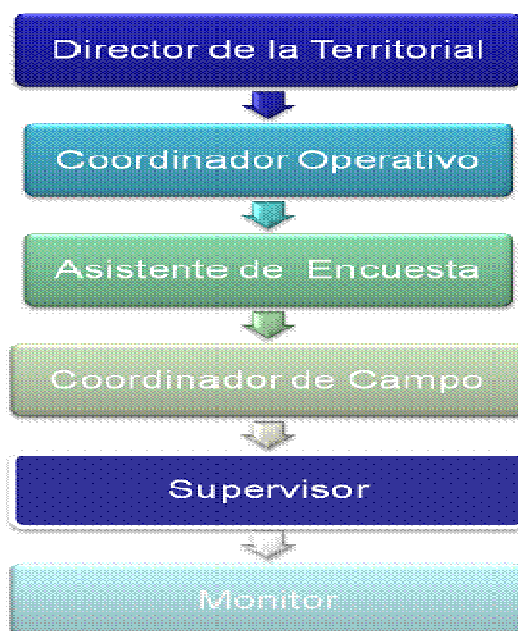 Director de la Territorial
Coordinador Operativo
Asistente de Encuesta
Coordinador de Campo
Supervisor
Monitor